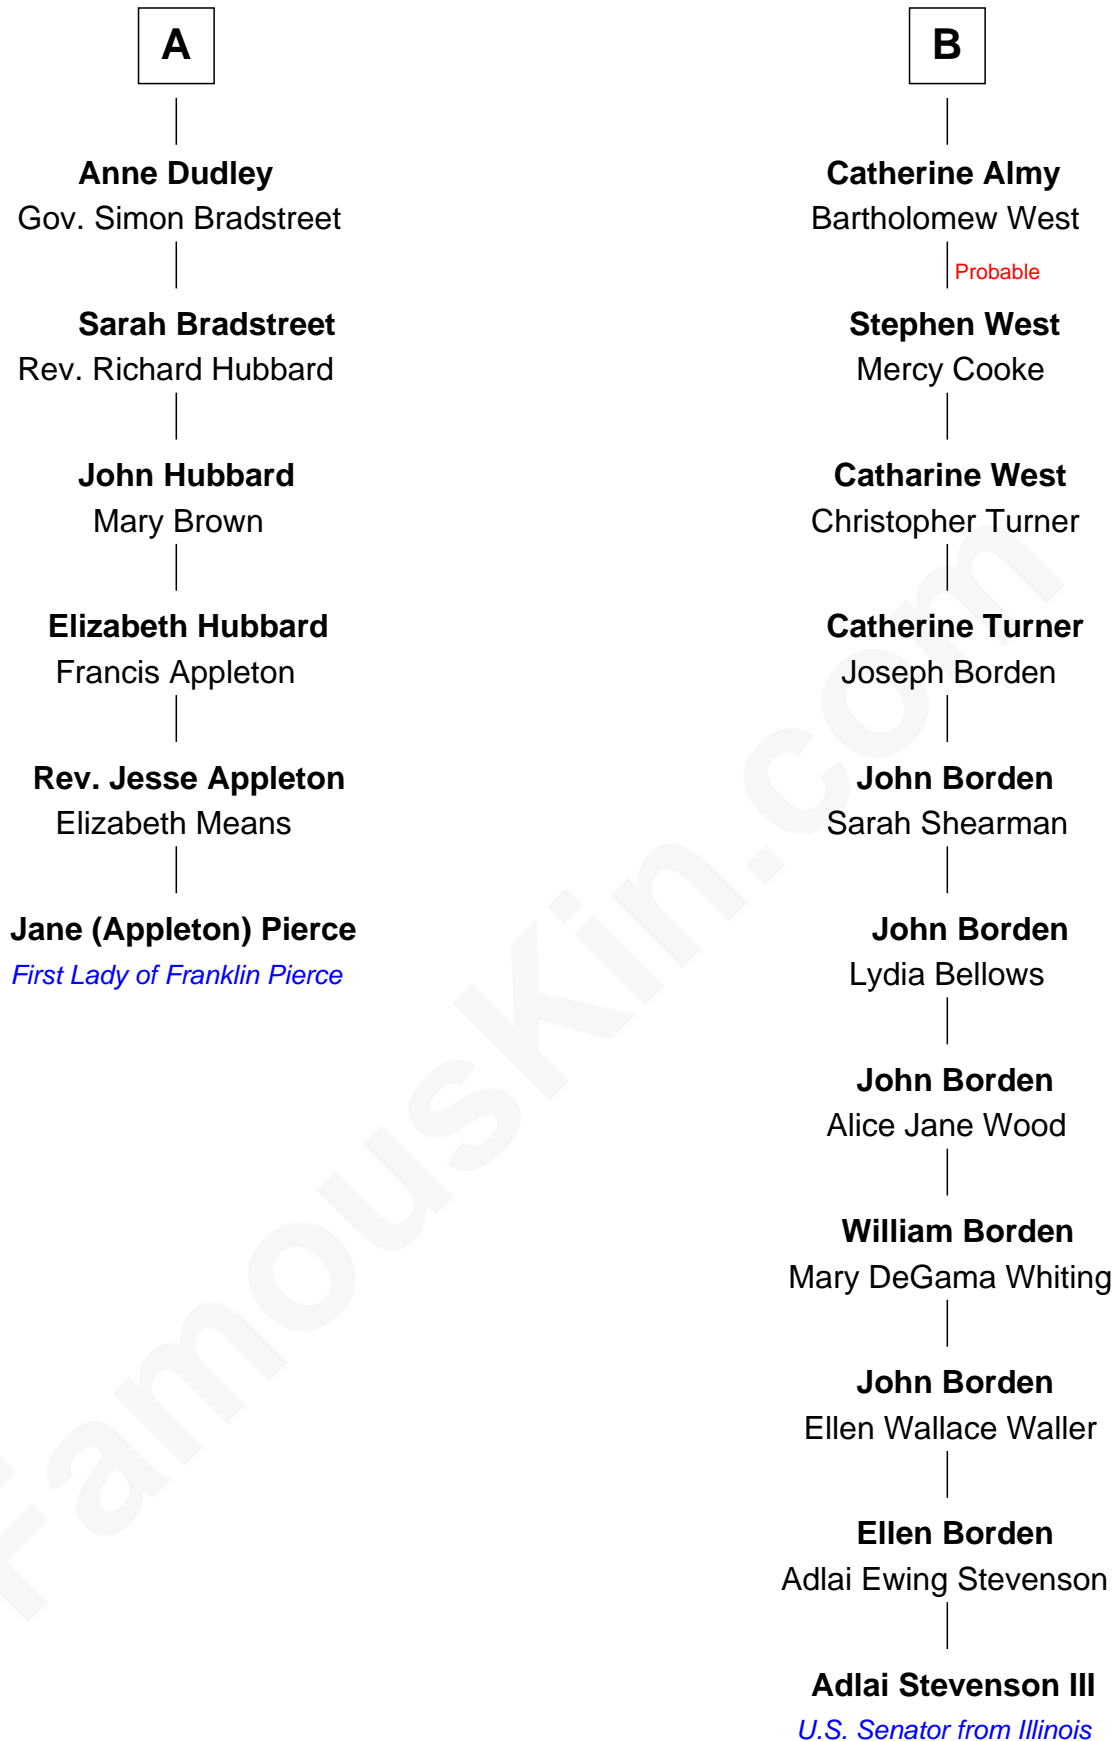 A
Anne Dudley
Gov. Simon Bradstreet
Sarah Bradstreet
Rev. Richard Hubbard
John Hubbard
Mary Brown
Elizabeth Hubbard
Francis Appleton
Rev. Jesse Appleton
Elizabeth Means
Jane (Appleton) Pierce
First Lady of Franklin Pierce
B
Catherine Almy
Bartholomew West
Probable
Stephen West
Mercy Cooke
Catharine West
Christopher Turner
Catherine Turner
Joseph Borden
John Borden
Sarah Shearman
John Borden
Lydia Bellows
John Borden
Alice Jane Wood
William Borden
Mary DeGama Whiting
John Borden
Ellen Wallace Waller
Ellen Borden
Adlai Ewing Stevenson
Adlai Stevenson III
U.S. Senator from Illinois
FamousKin.com